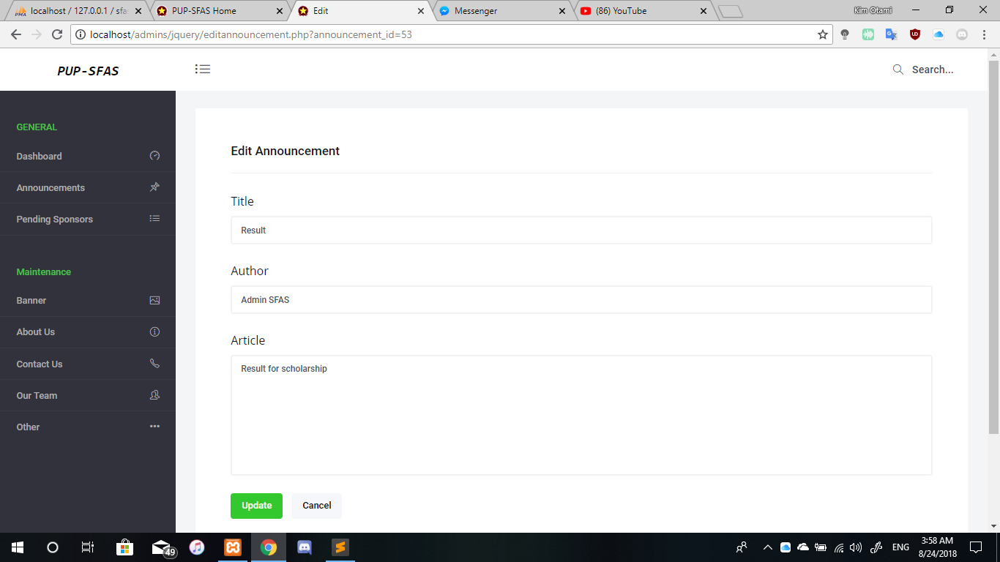 localhost / 127.0.0.1 / sfa
PUP-SFAS Home
Edit
Messenger
(86) YouTube
Kim Otami
localhost/admins/jquery/editannouncement.php?announcement_id=53
PUP-SFAS
Search...
GENERAL
Dashboard
Announcements
Pending Sponsors
Maintenance
Banner
About Us
Contact Us
Our Team
Other
Edit Announcement
Title
Result
Author
Admin SFAS
Article
Result for scholarship
Update
Cancel
49
ENG
3:58 AM
8/24/2018